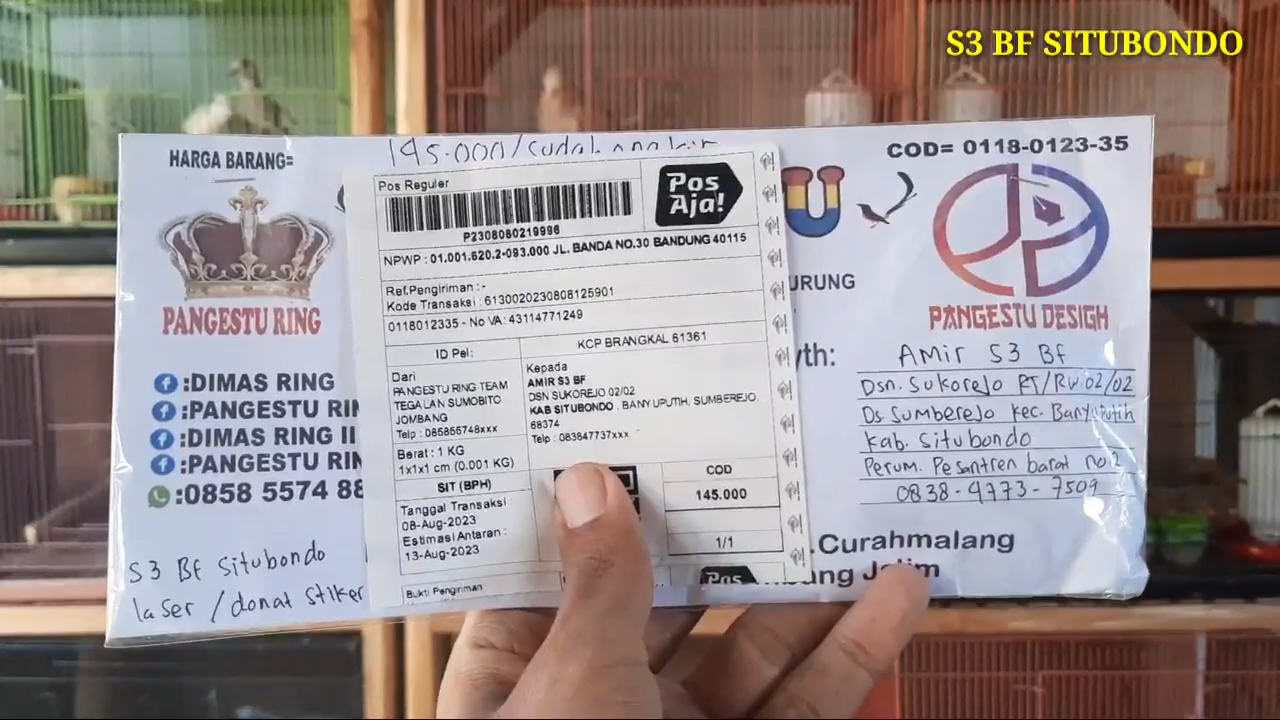 S3 BF SITUBONDO
HARGA BARANG=
PANGESTU RING
:DIMAS RING
:PANGESTU RIN
:DIMAS RING II
:PANGESTU RIN
:0858 5574 88
S3 BF Situbondo
laser /donat Stiker
Pos Reguler
Pos
Aja!
P2308080219996
NPWP : 01.001.620.2-093.000 JL. BANDA NO.30 BANDUNG 40115
Ref.Pengiriman : -
Kode Transaksi : 6130020230808125901
0118012335 - No VA: 43114771249
ID Pel:
KCP BRANGKAL 61361
Dari
PANGESTU RING TEAM
TEGALAN SUMOBITO
JOMBANG
Telp : 085855748xxx
Kepada
AMIR S3 BF
DSN SUKOREJO 02/02
KAB SITUBONDO , BANYUPUTIH, SUMBEREJO,
68374
Telp : 083847737xxx
Berat : 1 KG
1x1x1 cm (0.001 KG)
SIT (BPH)
Tanggal Transaksi :
08-Aug-2023
Estimasi Antaran :
13-Aug-2023
COD
145.000
1/1
Bukti Pengiriman
Pos
COD= 0118-0123-35
U
URUNG
PANGESTU DESIGH
yth:
Amir S3 Bf
Dsn. Sukorejo RT/RW.02/02
Ds Sumberejo kec. Banyuputih
Kab. Situbondo
Perum. Pesantren barat no 2
0838-4773-7509
.Curahmalang
ang Jatim